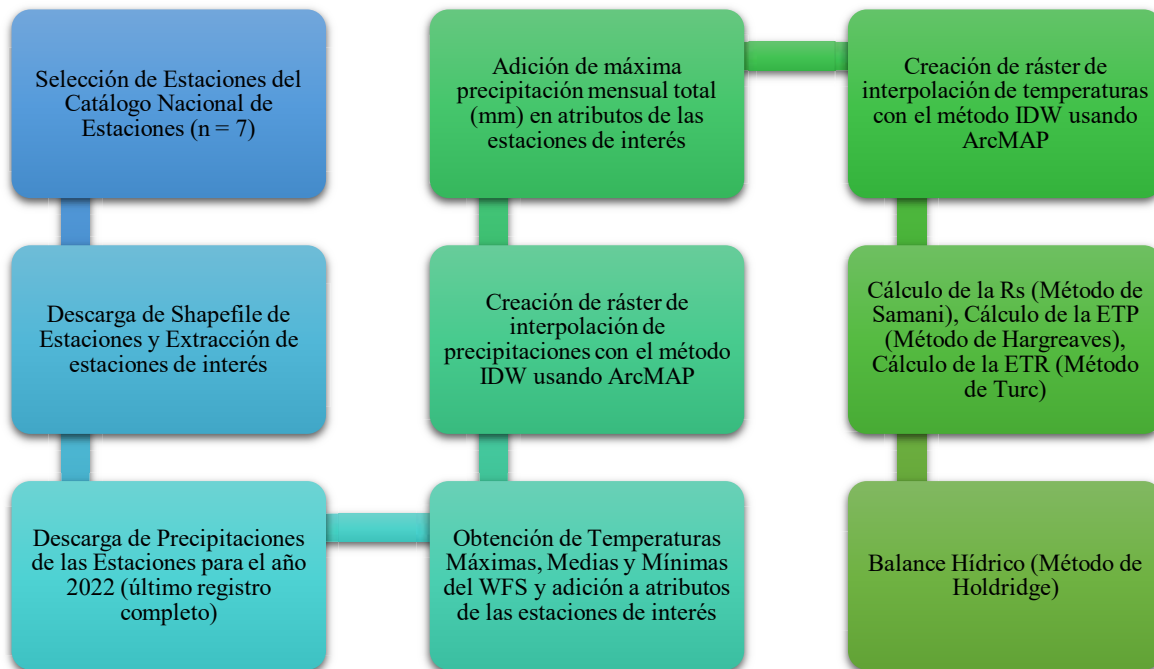 Selección de Estaciones del
Catálogo Nacional de
Estaciones (n = 7)
Descarga de Shapefile de
Estaciones y Extracción de
estaciones de interés
Descarga de Precipitaciones
de las Estaciones para el año
2022 (último registro
completo)
Obtención de Temperaturas
Máximas, Medias y Mínimas
del WFS y adición a atributos
de las estaciones de interés
Creación de ráster de
interpolación de
precipitaciones con el método
IDW usando ArcMAP
Adición de máxima
precipitación mensual total
(mm) en atributos de las
estaciones de interés
Creación de ráster de
interpolación de temperaturas
con el método IDW usando
ArcMAP
Cálculo de la Rs (Método de
Samani), Cálculo de la ETP
(Método de Hargreaves),
Cálculo de la ETR (Método
de Turc)
Balance Hídrico (Método de
Holdridge)